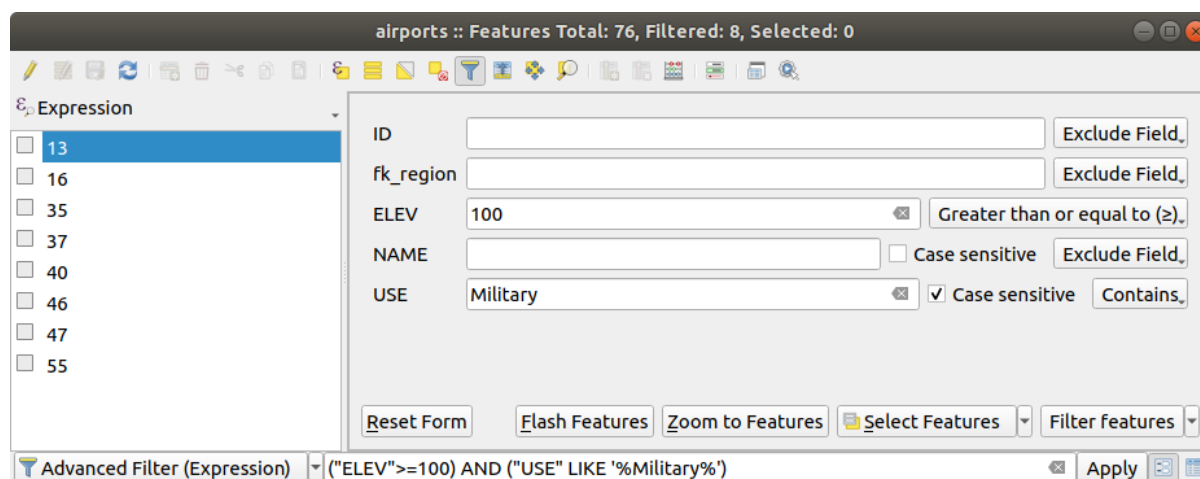 airports :: Features Total: 76, Filtered: 8, Selected: 0
Expression
13
16
35
37
40
46
47
55
ID Exclude Field
fk_region Exclude Field
ELEV 100 Greater than or equal to (≥)
NAME Case sensitive Exclude Field
USE Military Case sensitive Contains
Reset Form Flash Features Zoom to Features Select Features Filter features
Advanced Filter (Expression) ("ELEV">=100) AND ("USE" LIKE '%Military%') Apply